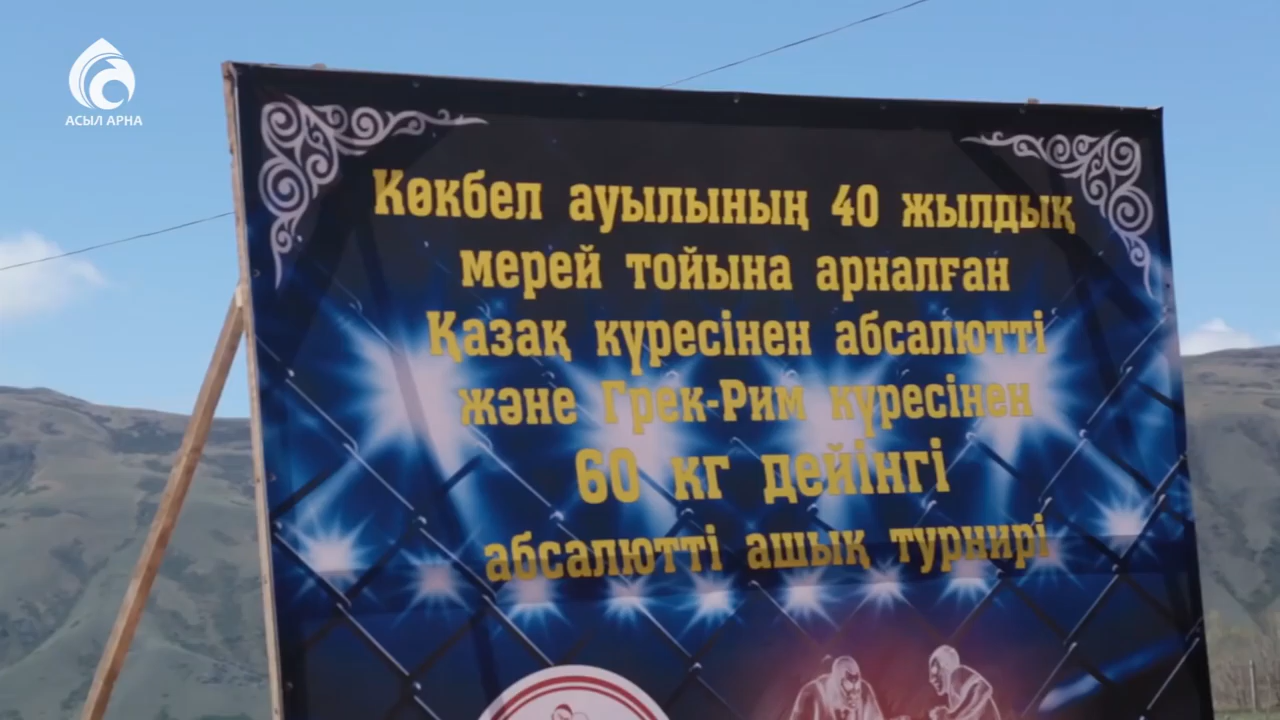 АСЫЛ АРНА
Көкбел ауылының 40 жылдық
мерей тойына арналған
Қазақ күресінен абсалютті
және Грек-Рим күресінен
60 кг дейінгі
абсалютті ашық турнирі